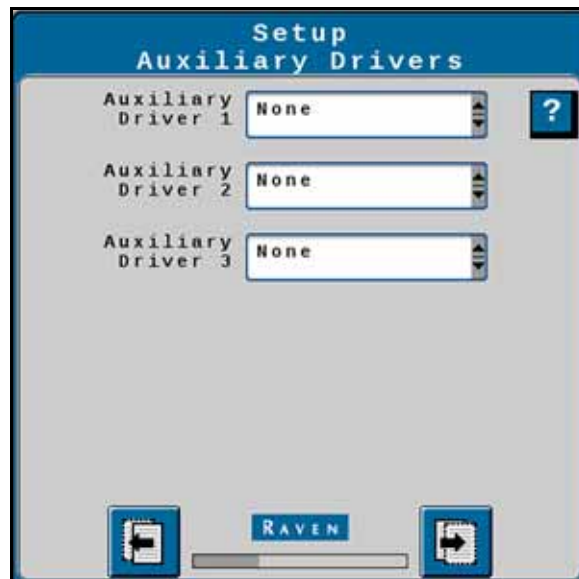 Setup
Auxiliary Drivers
Auxiliary
Driver 1
None
?
Auxiliary
Driver 2
None
Auxiliary
Driver 3
None
RAVEN